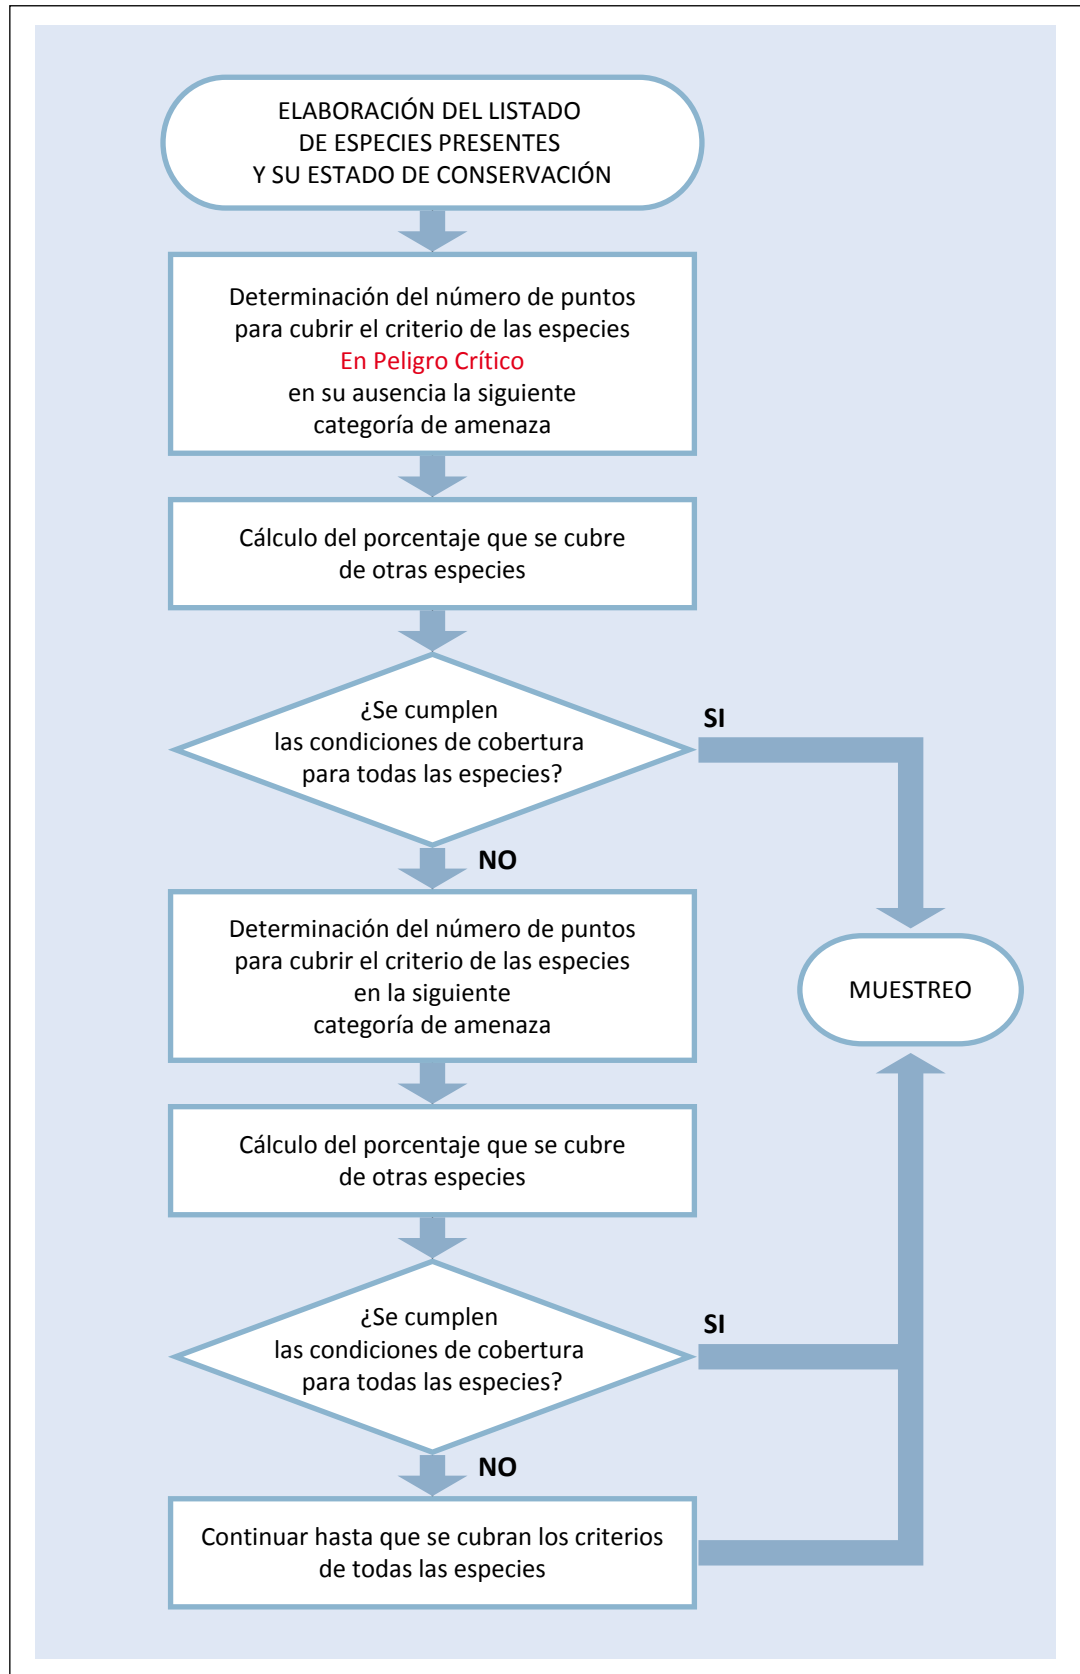 ELABORACIÓN DEL LISTADO
DE ESPECIES PRESENTES
Y SU ESTADO DE CONSERVACIÓN
Determinación del número de puntos
para cubrir el criterio de las especies
En Peligro Crítico
en su ausencia la siguiente
categoría de amenaza
Cálculo del porcentaje que se cubre
de otras especies
¿Se cumplen
las condiciones de cobertura
para todas las especies?
SI
NO
Determinación del número de puntos
para cubrir el criterio de las especies
en la siguiente
categoría de amenaza
MUESTREO
Cálculo del porcentaje que se cubre
de otras especies
¿Se cumplen
las condiciones de cobertura
para todas las especies?
SI
NO
Continuar hasta que se cubran los criterios
de todas las especies